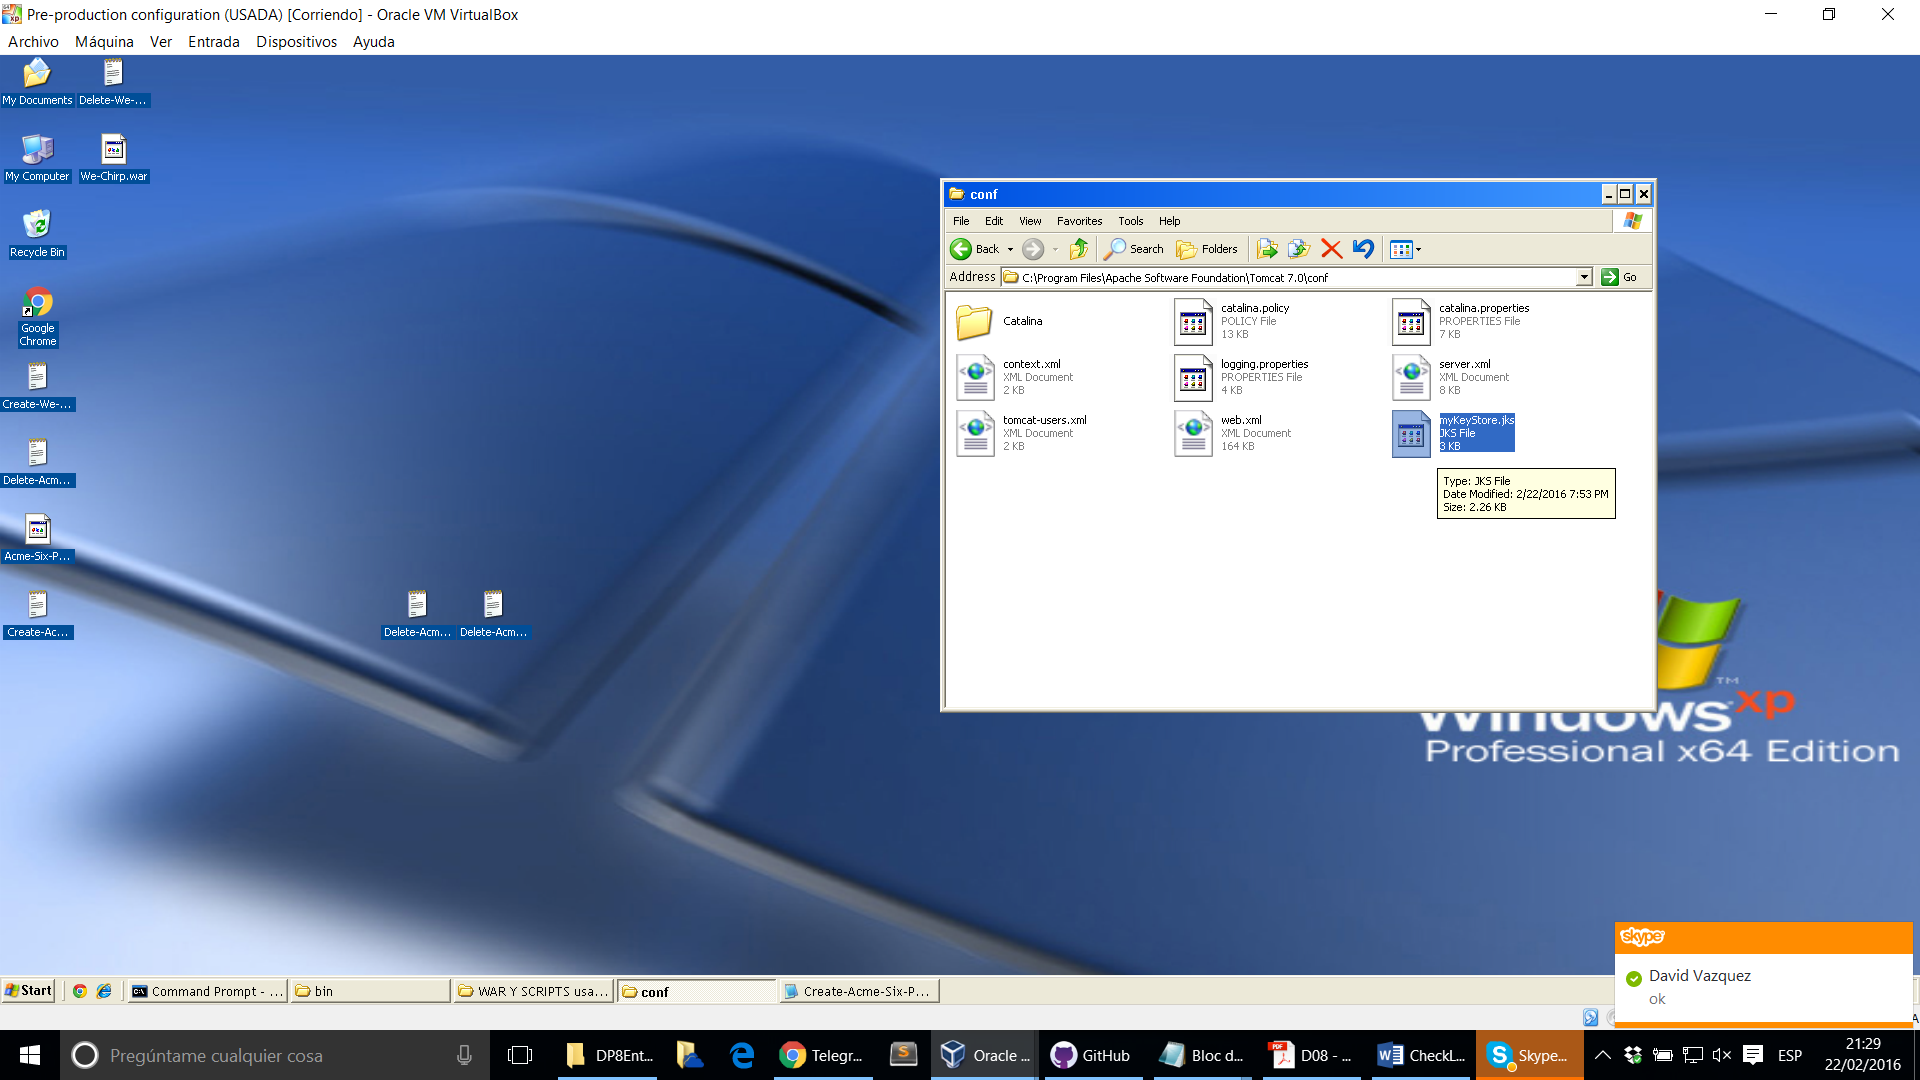 Pre-production configuration (USADA) [Corriendo] - Oracle VM VirtualBox
Archivo Máquina Ver Entrada Dispositivos Ayuda
My Documents
Delete-We-...
My Computer
We-Chirp.war
Recycle Bin
Google Chrome
Create-We-...
Delete-Acm...
Acme-Six-P...
Create-Ac...
Delete-Acm...
Delete-Acm...
conf
File Edit View Favorites Tools Help
Back Search Folders
Address C:\Program Files\Apache Software Foundation\Tomcat 7.0\conf Go
Catalina
catalina.policy
POLICY File
13 KB
catalina.properties
PROPERTIES File
7 KB
context.xml
XML Document
2 KB
logging.properties
PROPERTIES File
4 KB
server.xml
XML Document
8 KB
tomcat-users.xml
XML Document
2 KB
web.xml
XML Document
164 KB
myKeyStore.jks
JKS File
3 KB
Type: JKS File
Date Modified: 2/22/2016 7:53 PM
Size: 2.26 KB
Windows xp
TM
Professional x64 Edition
skype
David Vazquez
ok
Start Command Prompt - ... bin WAR Y SCRIPTS usa... conf Create-Acme-Six-P...
Pregúntame cualquier cosa DP8Ent... Telegr... Oracle ... GitHub Bloc d... D08 - ... CheckL... Skype... ESP
21:29
22/02/2016